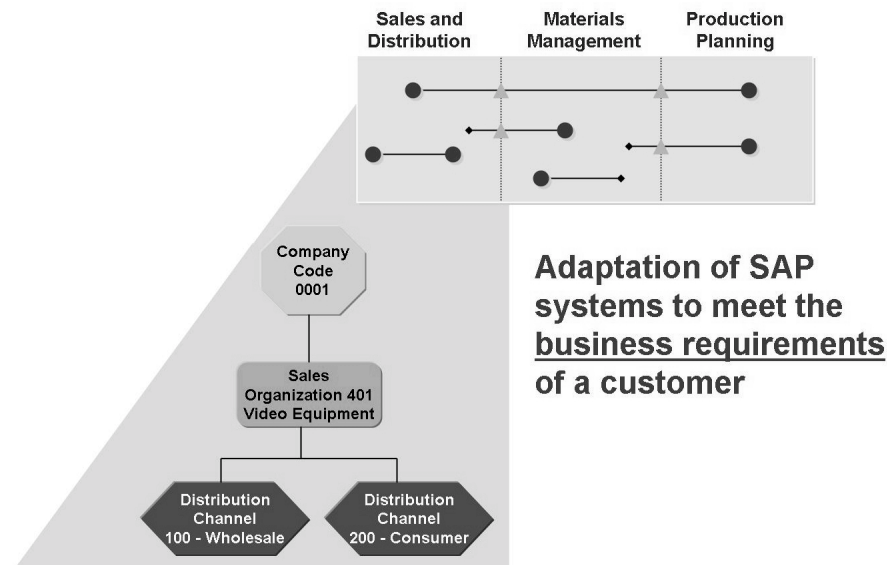 Sales and
Distribution
Materials
Management
Production
Planning
Company
Code
0001
Adaptation of SAP
systems to meet the
business requirements
of a customer
Sales
Organization 401
Video Equipment
Distribution
Channel
100 - Wholesale
Distribution
Channel
200 - Consumer